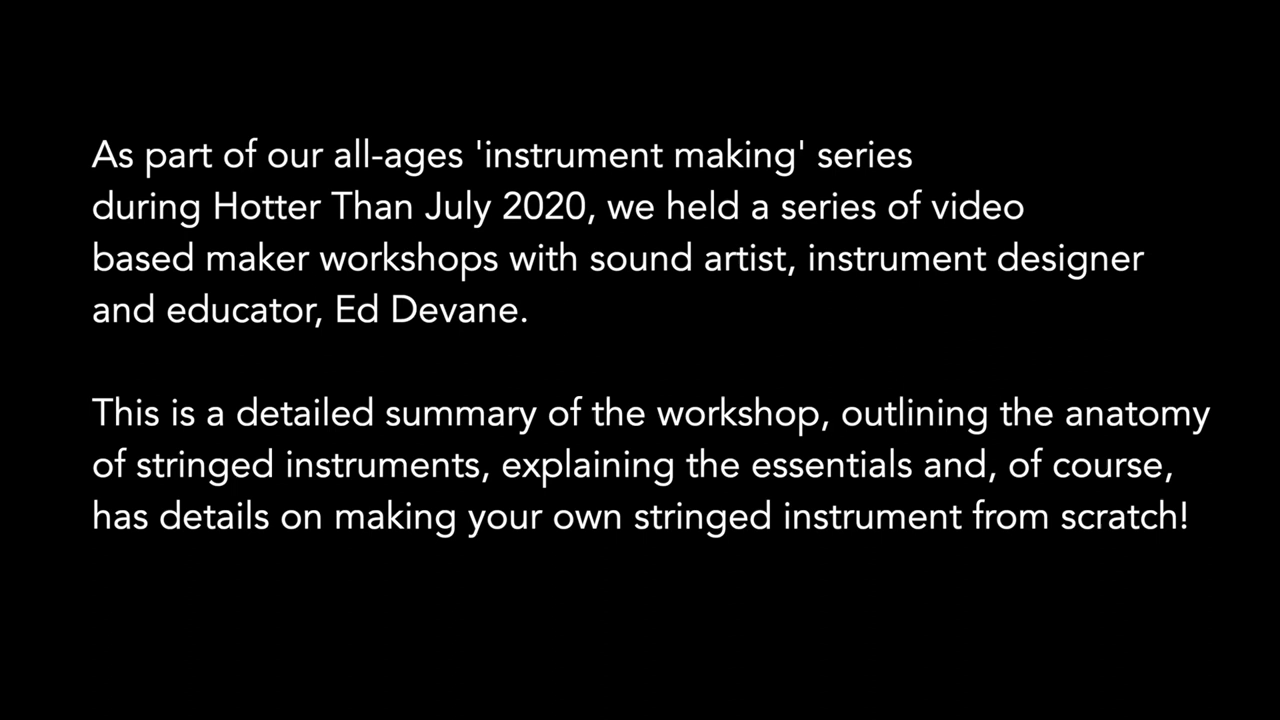 As part of our all-ages 'instrument making' series
during Hotter Than July 2020, we held a series of video
based maker workshops with sound artist, instrument designer
and educator, Ed Devane.
This is a detailed summary of the workshop, outlining the anatomy
of stringed instruments, explaining the essentials and, of course,
has details on making your own stringed instrument from scratch!